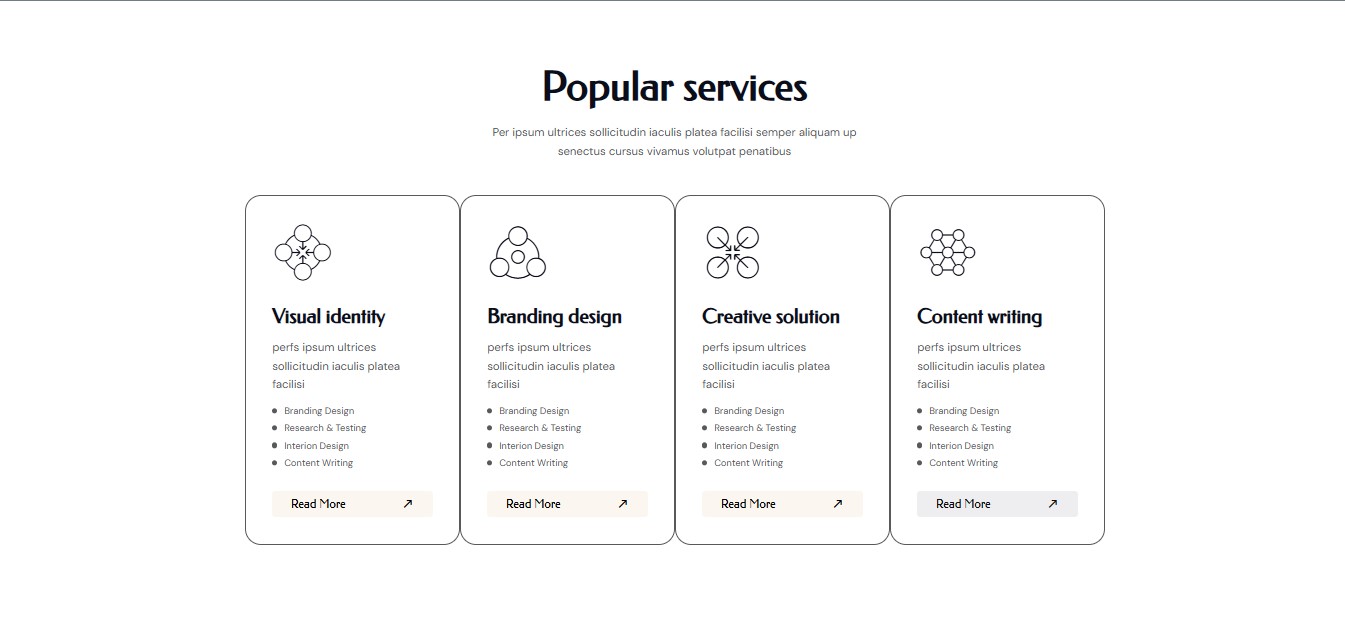 Popular services
Per ipsum ultrices sollicitudin iaculis platea facilisi semper aliquam up
senectus cursus vivamus volutpat penatibus
Visual identity
perfs ipsum ultrices
sollicitudin iaculis platea
facilisi
Branding Design
Research & Testing
Interion Design
Content Writing
Read More
Branding design
perfs ipsum ultrices
sollicitudin iaculis platea
facilisi
Branding Design
Research & Testing
Interion Design
Content Writing
Read More
Creative solution
perfs ipsum ultrices
sollicitudin iaculis platea
facilisi
Branding Design
Research & Testing
Interion Design
Content Writing
Read More
Content writing
perfs ipsum ultrices
sollicitudin iaculis platea
facilisi
Branding Design
Research & Testing
Interion Design
Content Writing
Read More